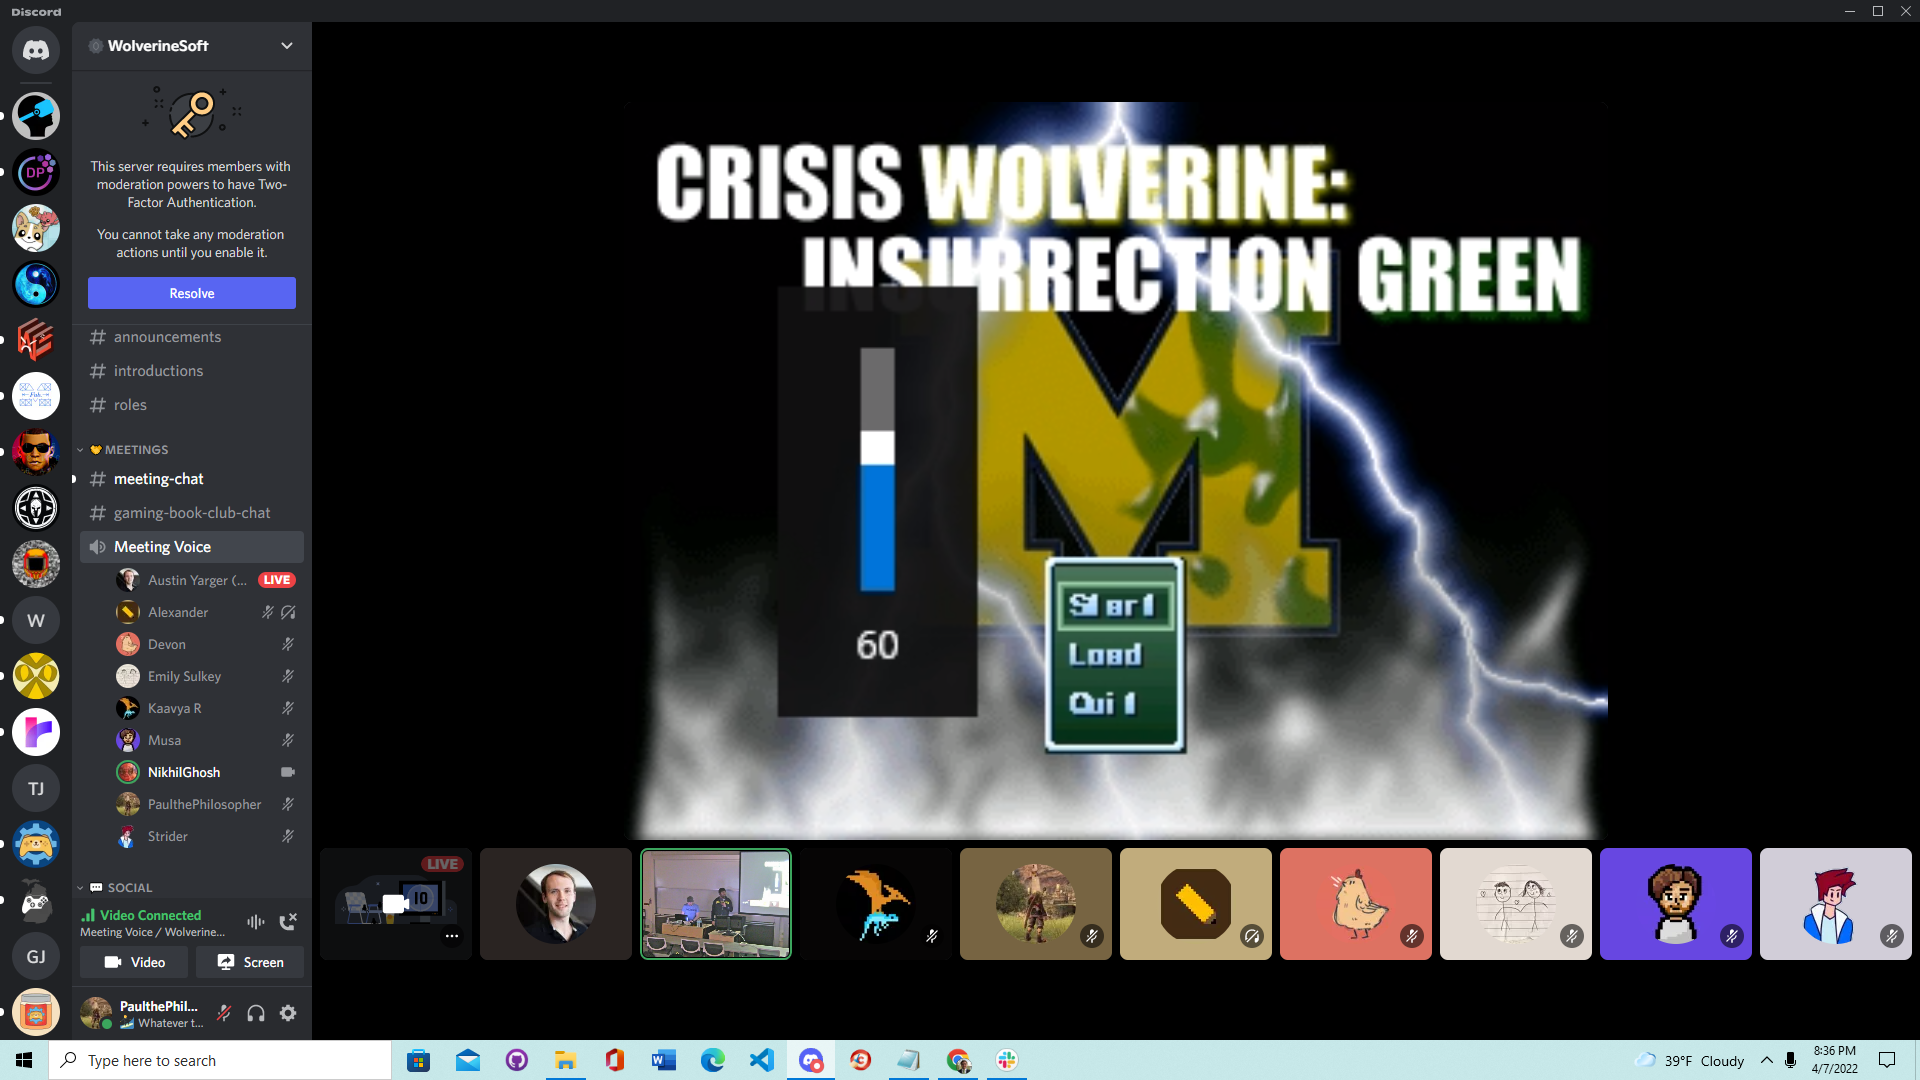 Discord
WolverineSoft
This server requires members with
moderation powers to have Two-
Factor Authentication.
You cannot take any moderation
actions until you enable it.
Resolve
announcements
introductions
roles
MEETINGS
meeting-chat
gaming-book-club-chat
Meeting Voice
Austin Yarger (... LIVE
Alexander
Devon
Emily Sulkey
Kaavya R
Musa
NikhilGhosh
PaulthePhilosopher
Strider
SOCIAL
Video Connected
Meeting Voice / Wolverine...
Video
Screen
PaulthePhil...
Whatever t...
DP
W
TJ
GJ
CRISIS WOLVERINE:
INSURRECTION GREEN
M
60
Start
Load
Quit
LIVE
Type here to search
39°F Cloudy
8:36 PM
4/7/2022